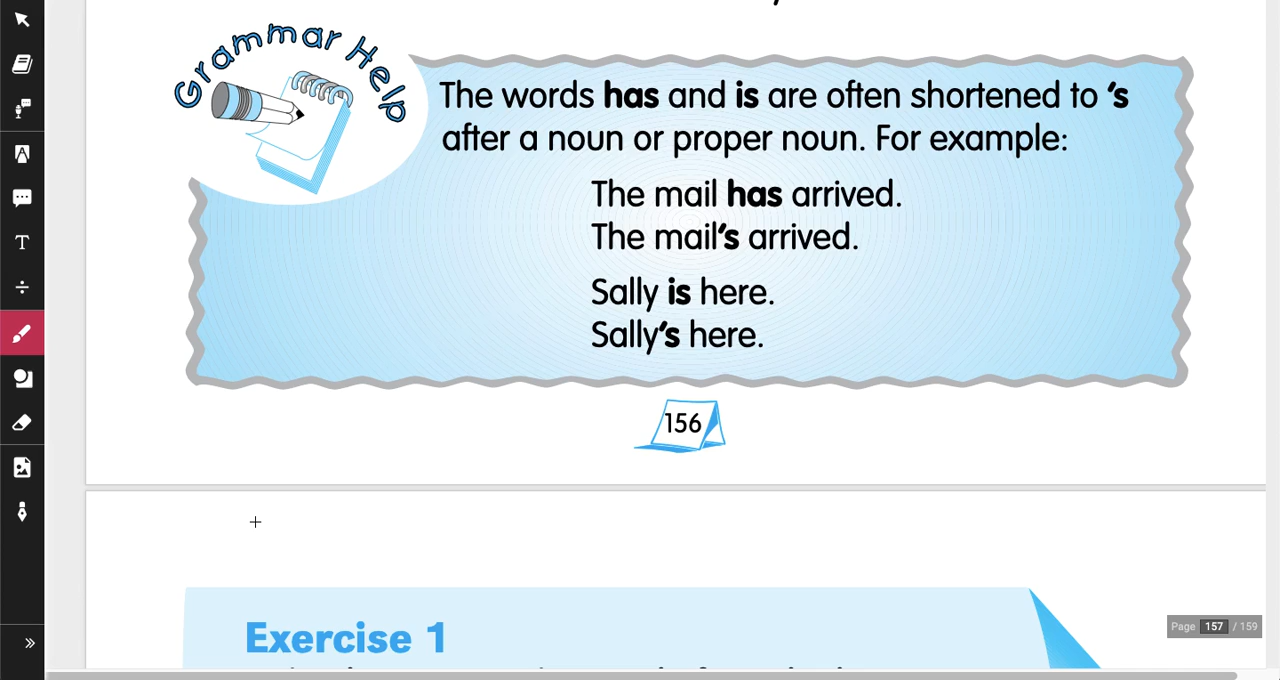 Grammar Help
The words has and is are often shortened to ’s
after a noun or proper noun. For example:
The mail has arrived.
The mail’s arrived.
Sally is here.
Sally’s here.
156
Exercise 1
Page 157 / 159